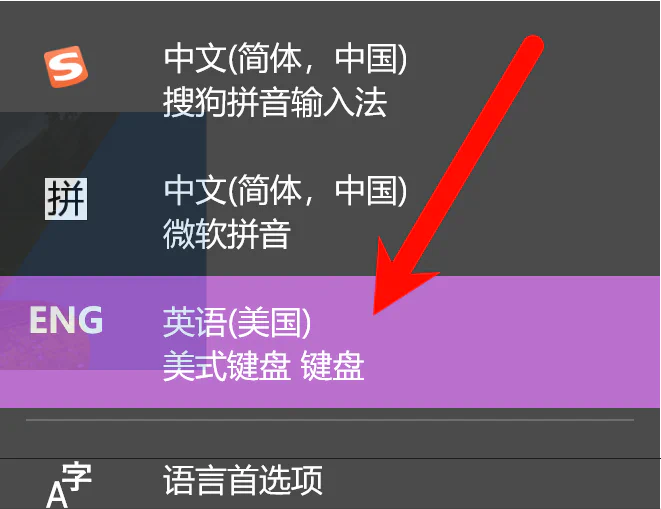 S
中文(简体，中国)
搜狗拼音输入法
拼
中文(简体，中国)
微软拼音
ENG
英语(美国)
美式键盘 键盘
A字
语言首选项